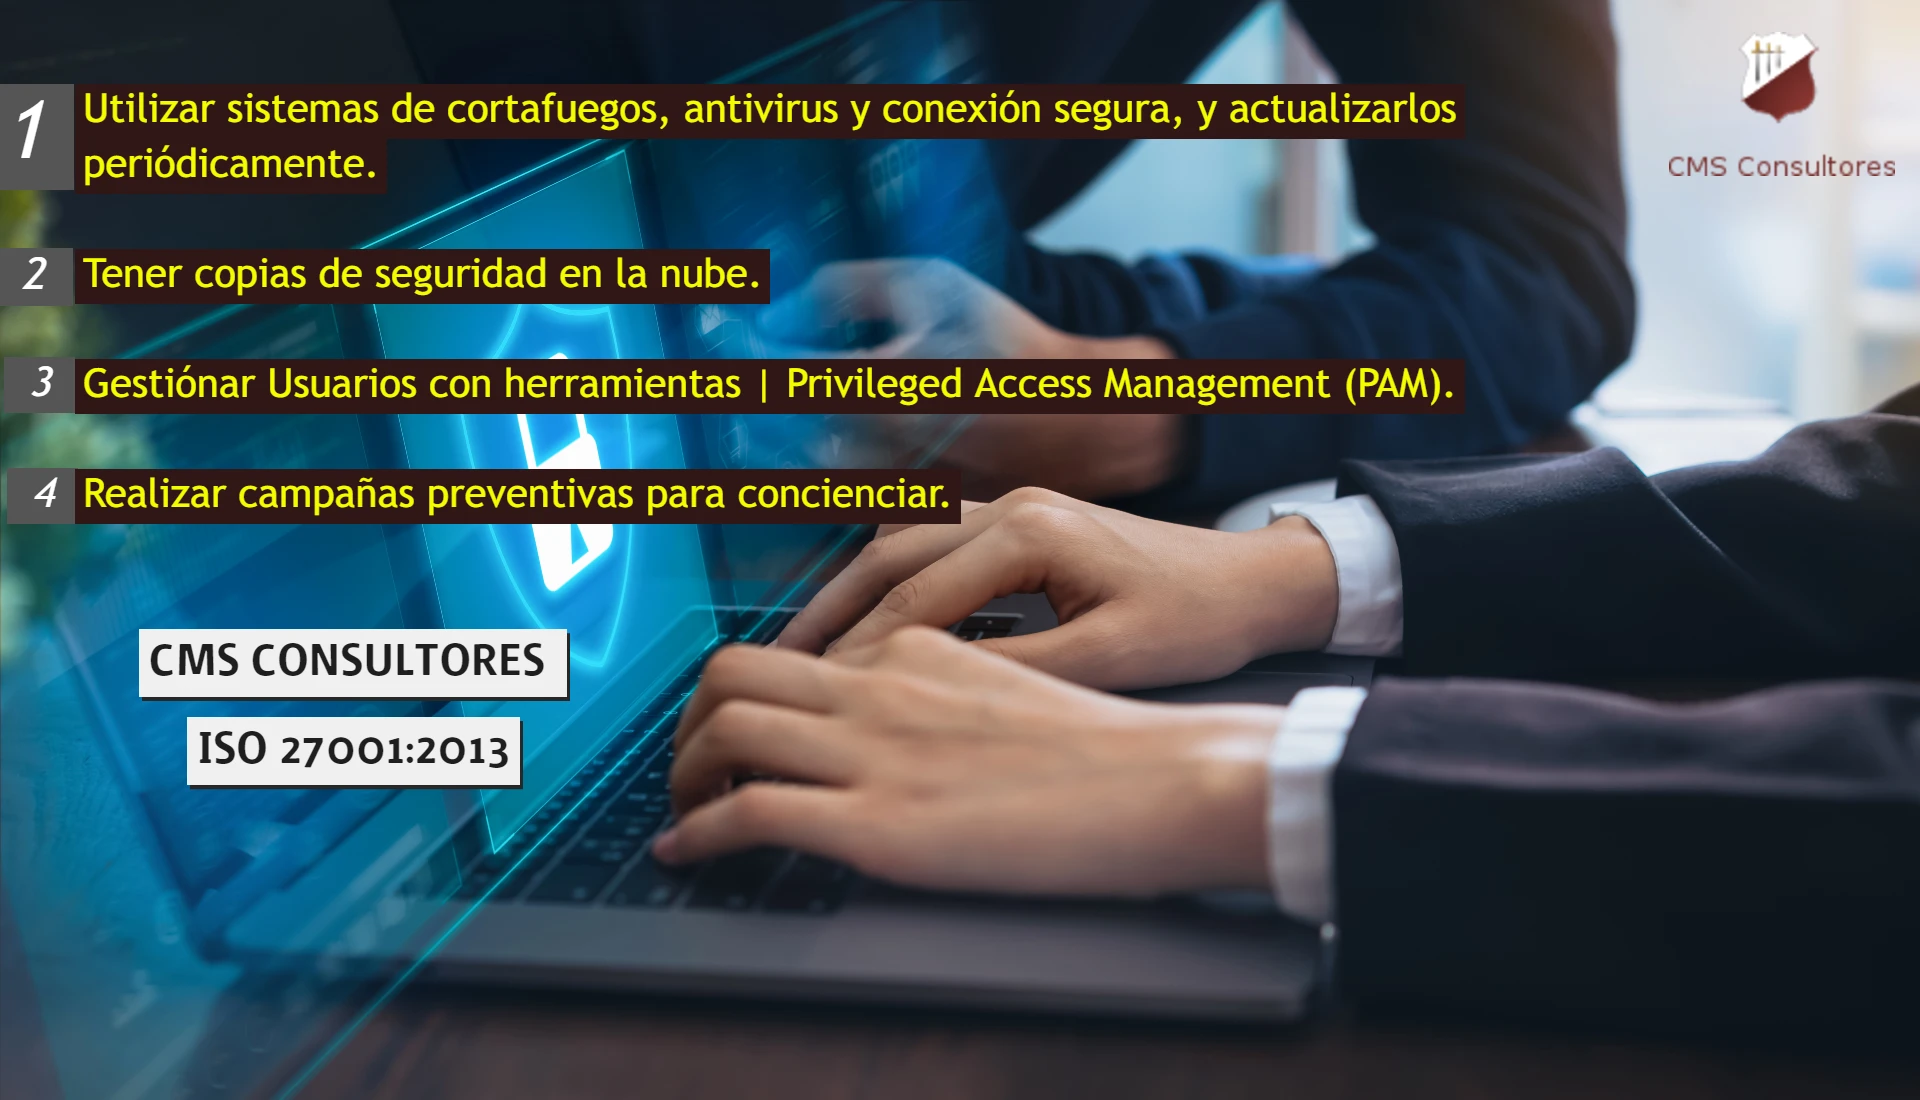 1 Utilizar sistemas de cortafuegos, antivirus y conexión segura, y actualizarlos
periódicamente.
2 Tener copias de seguridad en la nube.
3 Gestiónar Usuarios con herramientas | Privileged Access Management (PAM).
4 Realizar campañas preventivas para concienciar.
CMS Consultores
CMS CONSULTORES
ISO 27001:2013